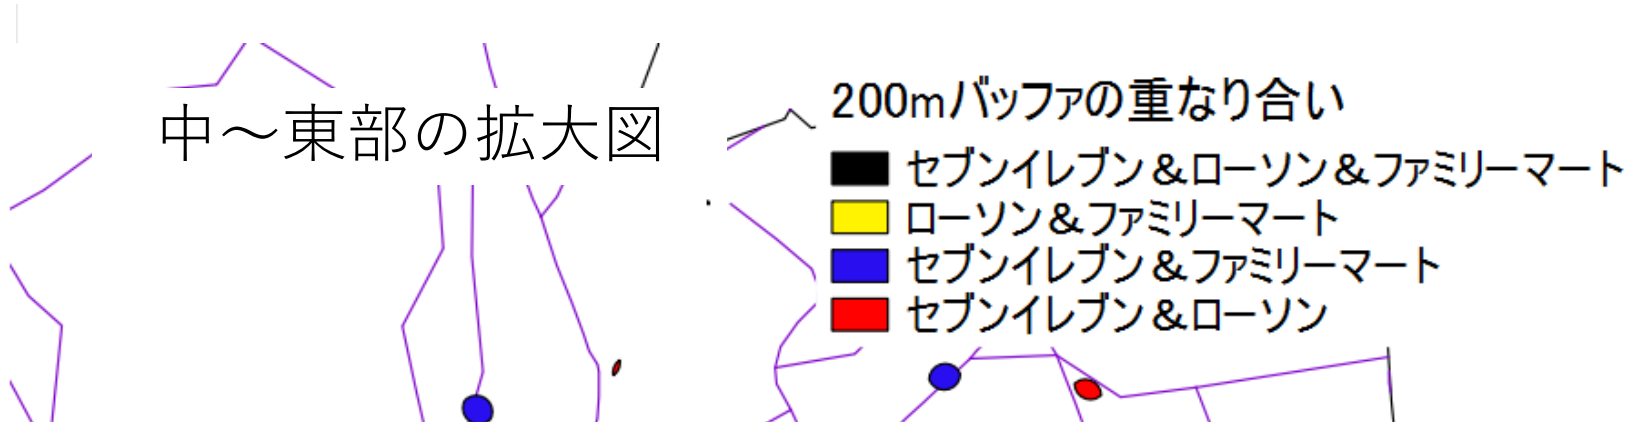 中～東部の拡大図
200mバッファの重なり合い
セブンイレブン＆ローソン＆ファミリーマート
ローソン＆ファミリーマート
セブンイレブン＆ファミリーマート
セブンイレブン＆ローソン